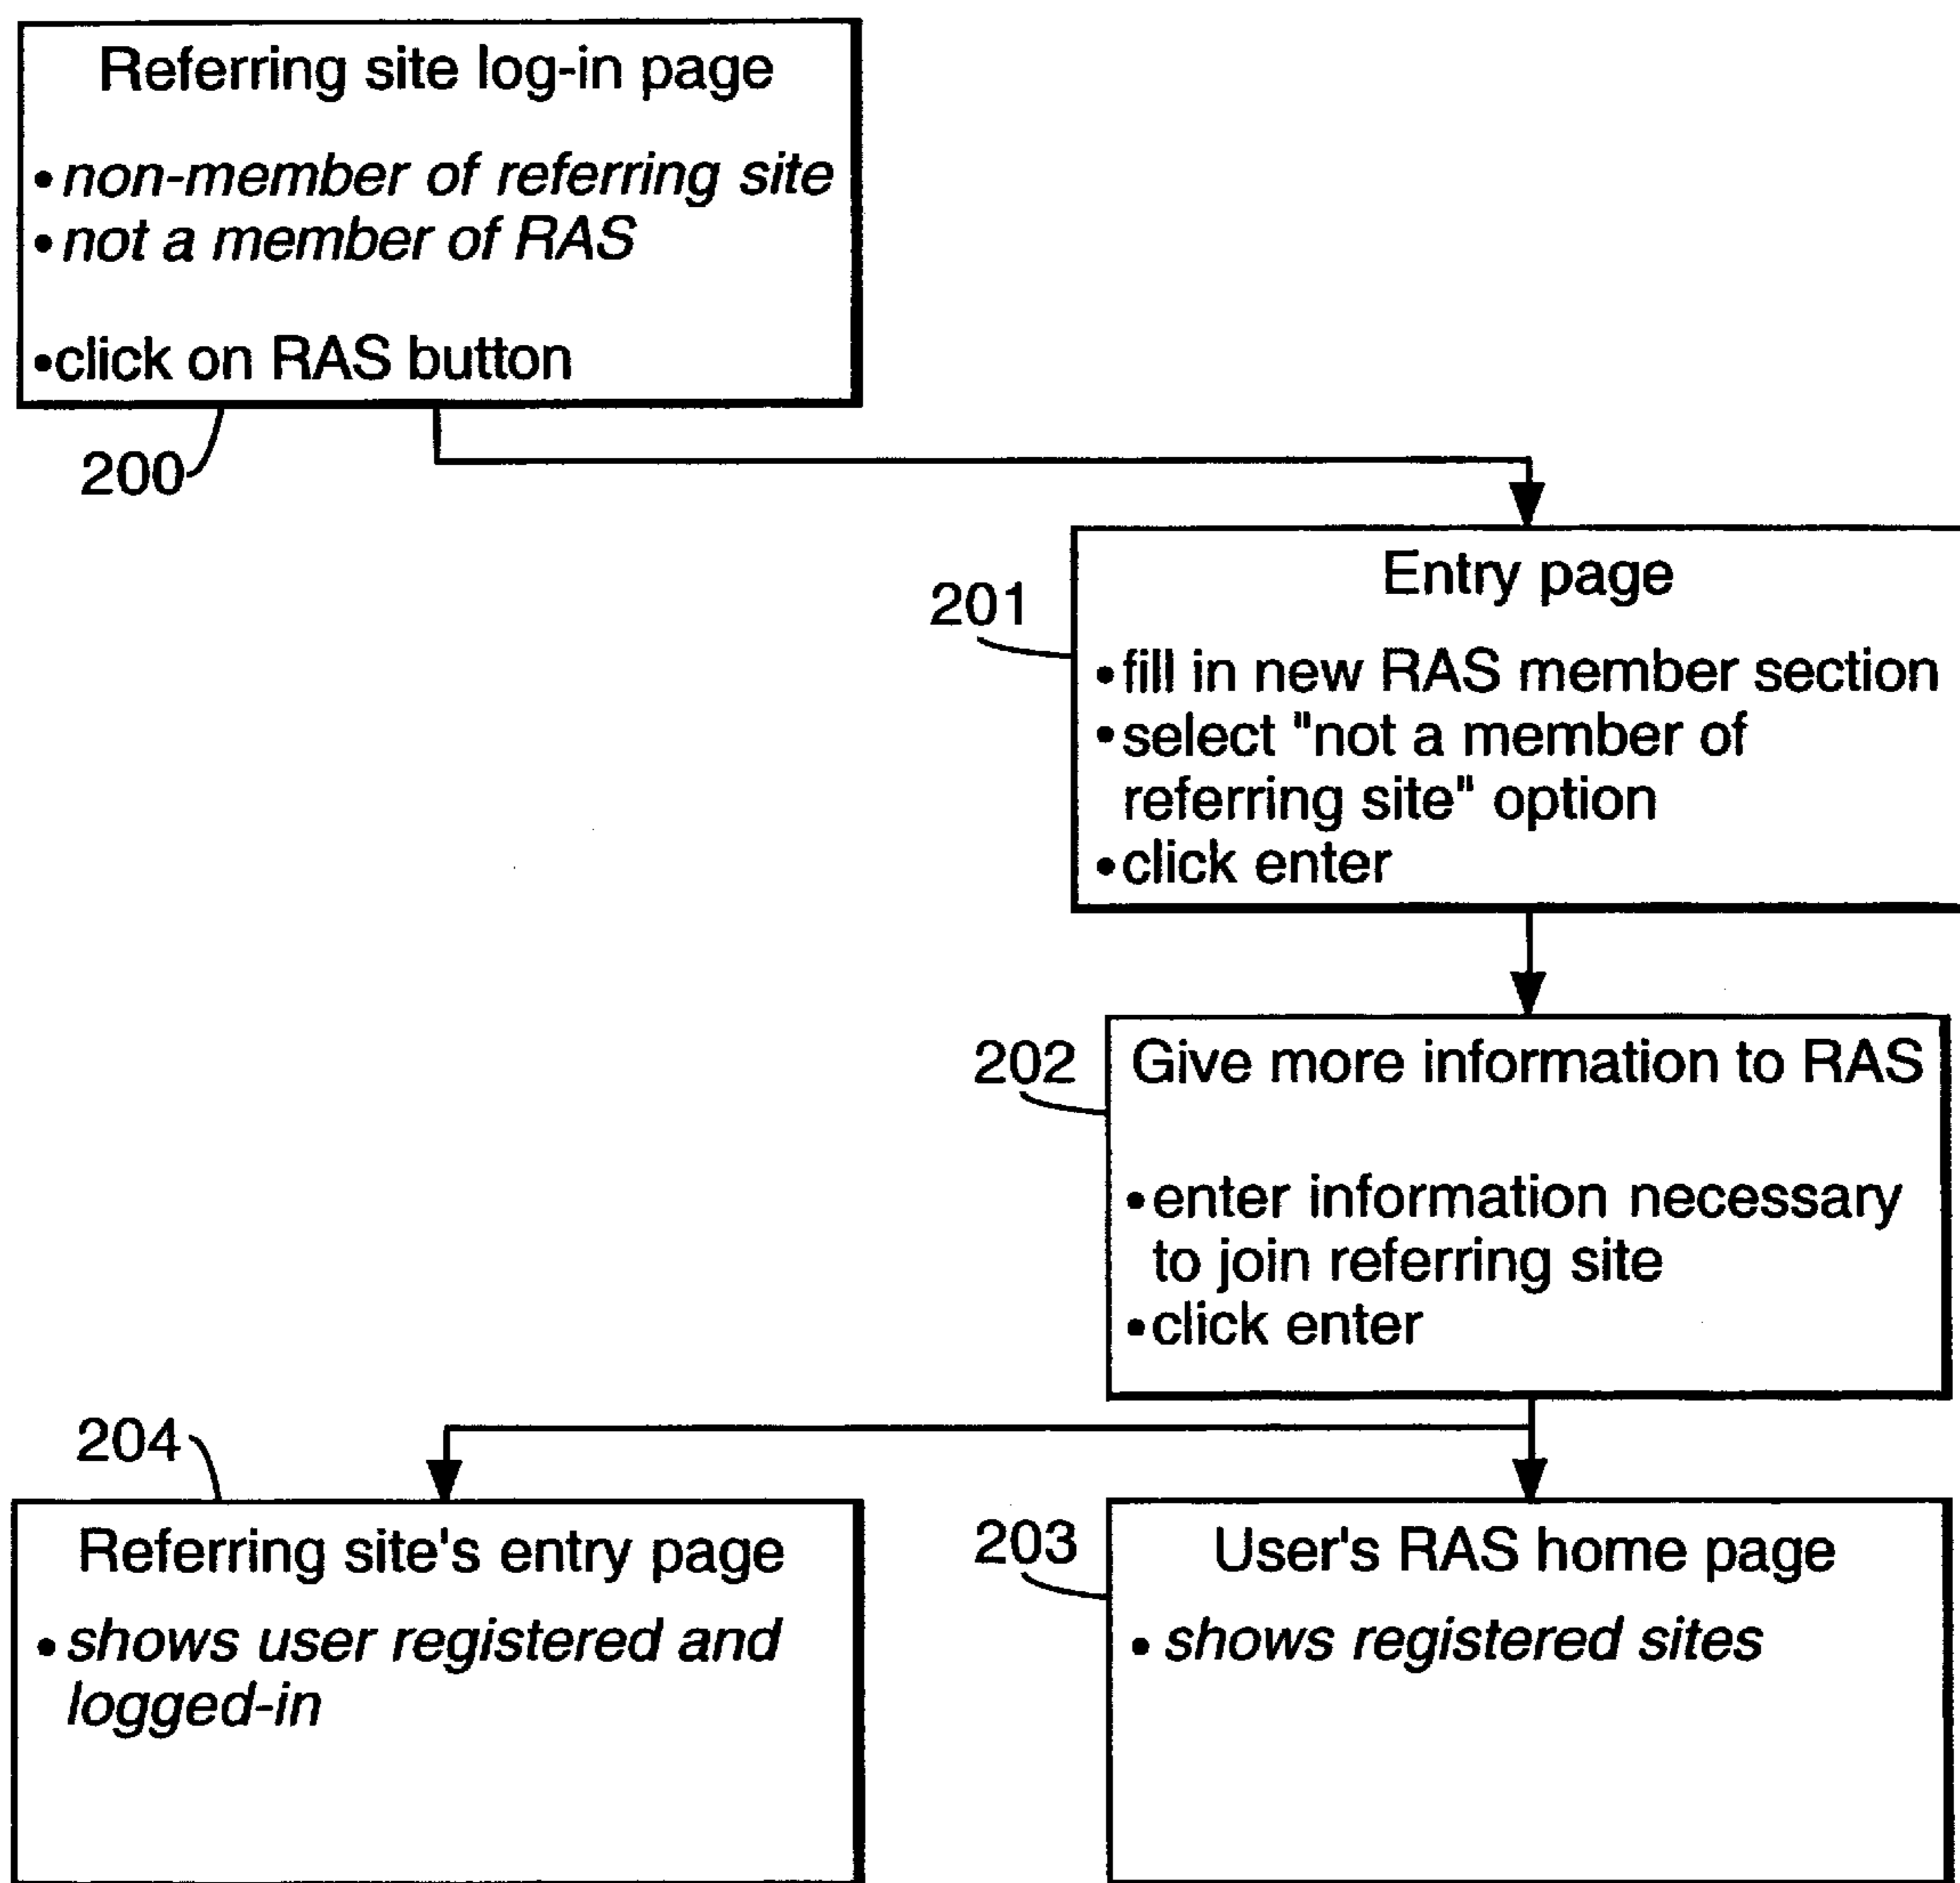 Referring site log-in page
•non-member of referring site
•not a member of RAS
•click on RAS button
200
201
Entry page
•fill in new RAS member section
•select "not a member of
referring site" option
•click enter
202
Give more information to RAS
•enter information necessary
to join referring site
•click enter
204
Referring site's entry page
•shows user registered and
logged-in
203
User's RAS home page
•shows registered sites